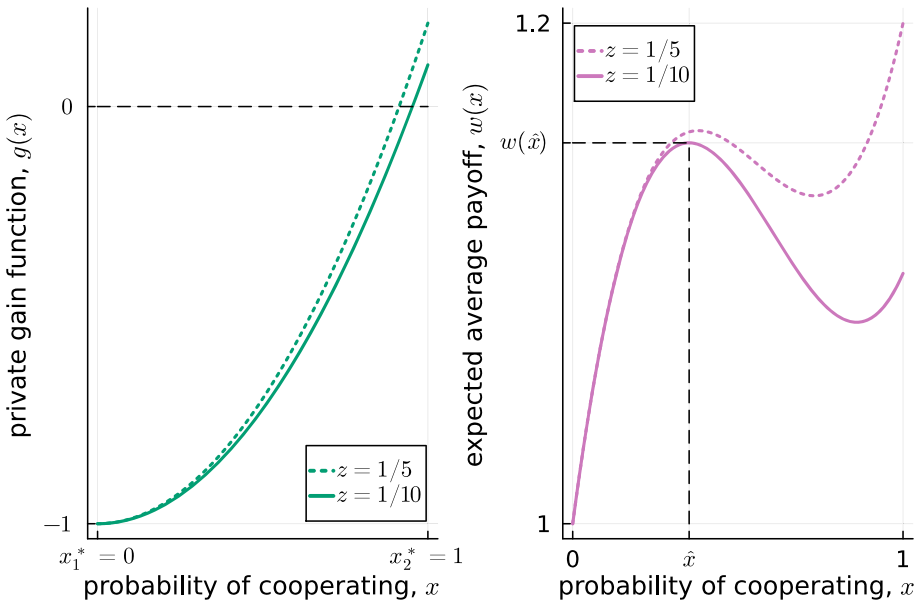 private gain function, g(x)
0
−1
z = 1/5
z = 1/10
x₁* = 0
x₂* = 1
probability of cooperating, x
expected average payoff, w(x)
1.2
w(x̂)
1
z = 1/5
z = 1/10
0
x̂
1
probability of cooperating, x